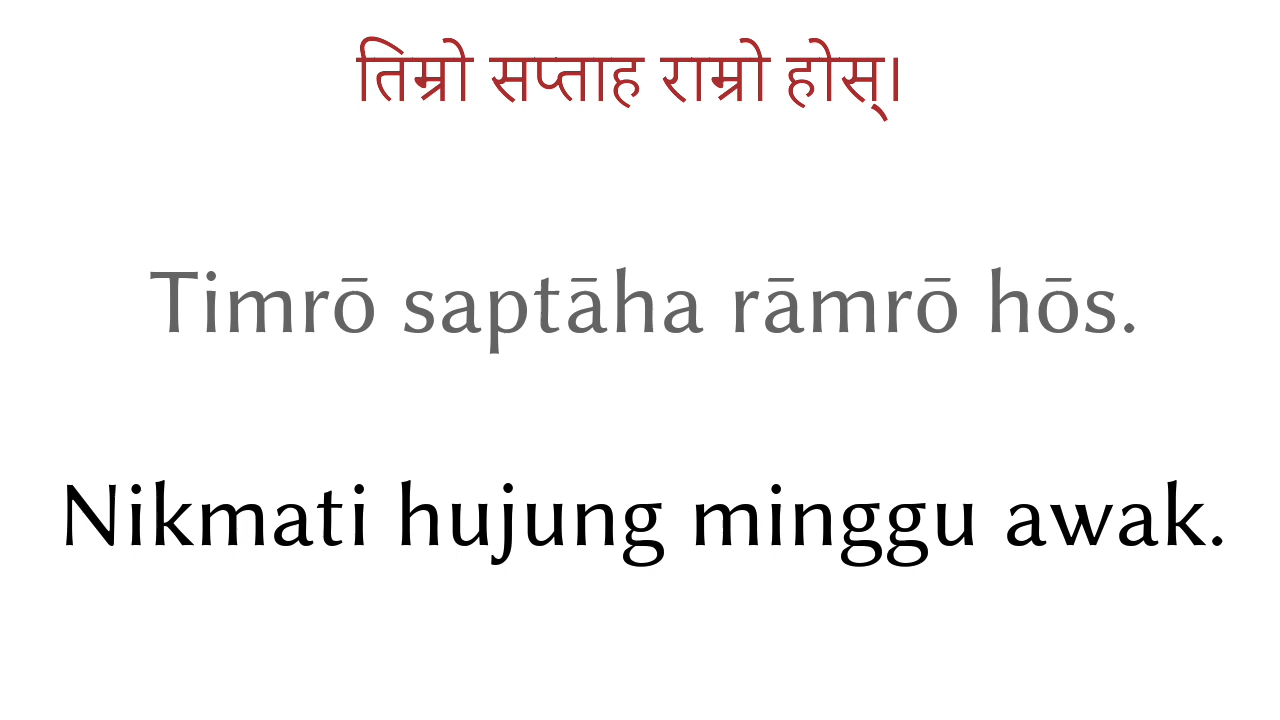 तिम्रो सप्ताह राम्रो होस्।
Timrō saptāha rāmrō hōs.
Nikmati hujung minggu awak.